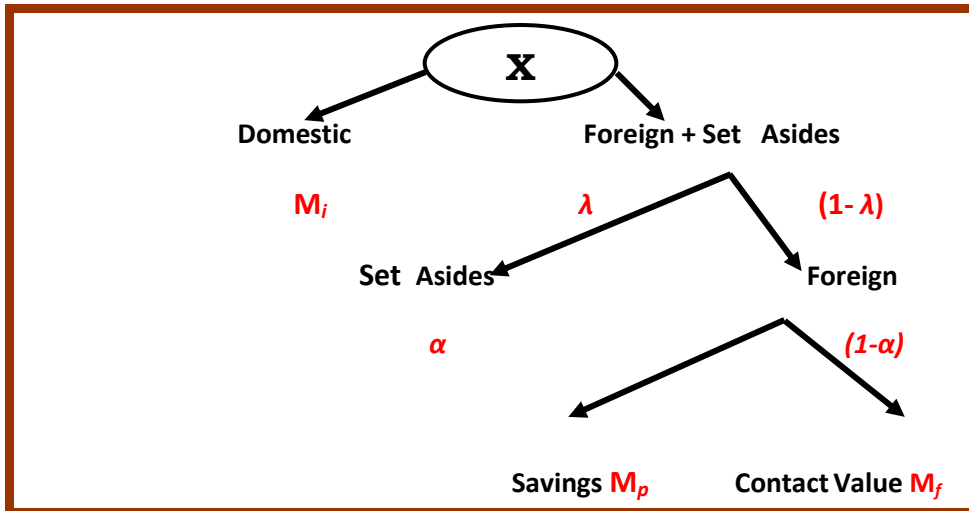 X
Domestic
Foreign + Set Asides
Mi
λ
(1- λ)
Set Asides
Foreign
α
(1-α)
Savings Mp
Contact Value Mf